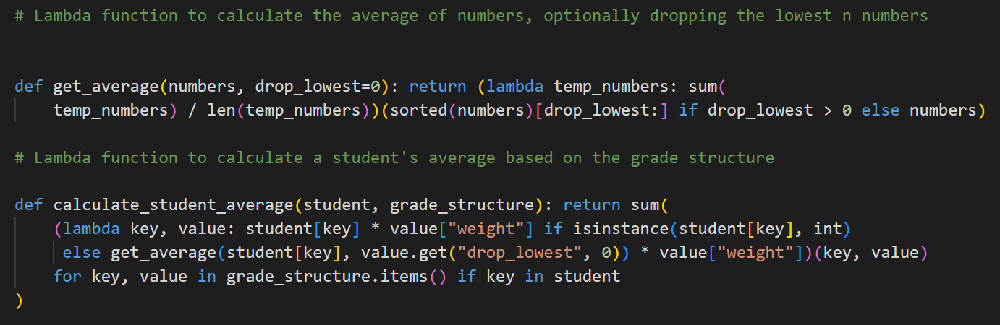 # Lambda function to calculate the average of numbers, optionally dropping the lowest n numbers
def get_average(numbers, drop_lowest=0): return (lambda temp_numbers: sum(
    temp_numbers) / len(temp_numbers))(sorted(numbers)[drop_lowest:] if drop_lowest > 0 else numbers)
# Lambda function to calculate a student's average based on the grade structure
def calculate_student_average(student, grade_structure): return sum(
    (lambda key, value: student[key] * value["weight"] if isinstance(student[key], int)
     else get_average(student[key], value.get("drop_lowest", 0)) * value["weight"])(key, value)
    for key, value in grade_structure.items() if key in student
)